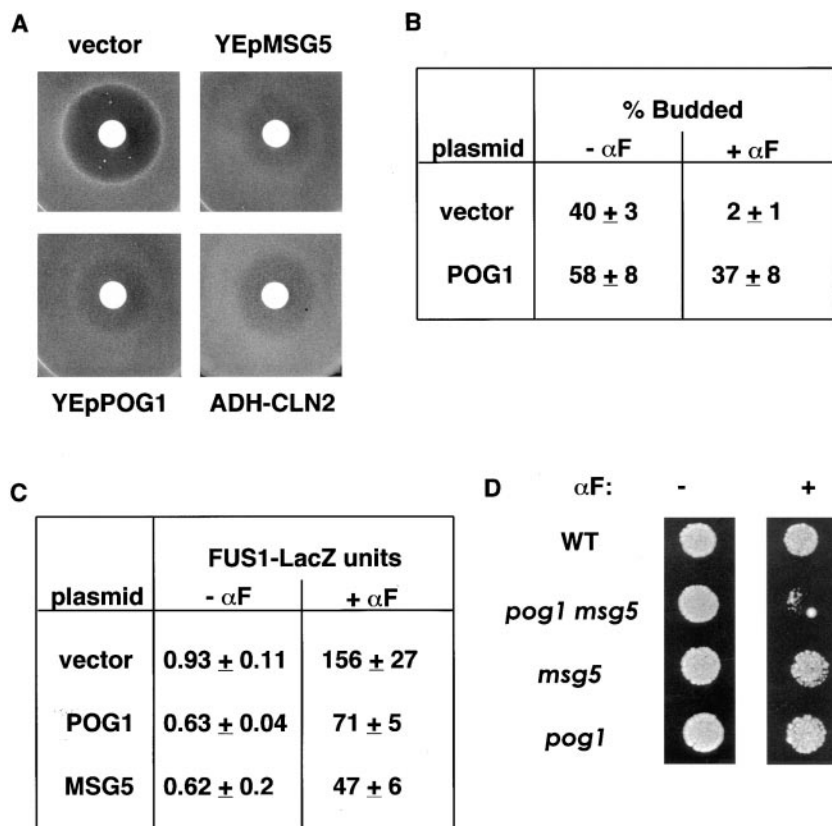 A
vector YEpMSG5
YEpPOG1 ADH-CLN2
B
% Budded
plasmid - αF + αF
vector 40 ± 3 2 ± 1
POG1 58 ± 8 37 ± 8
C
FUS1-LacZ units
plasmid - αF + αF
vector 0.93 ± 0.11 156 ± 27
POG1 0.63 ± 0.04 71 ± 5
MSG5 0.62 ± 0.2 47 ± 6
D αF: - +
WT
pog1 msg5
msg5
pog1